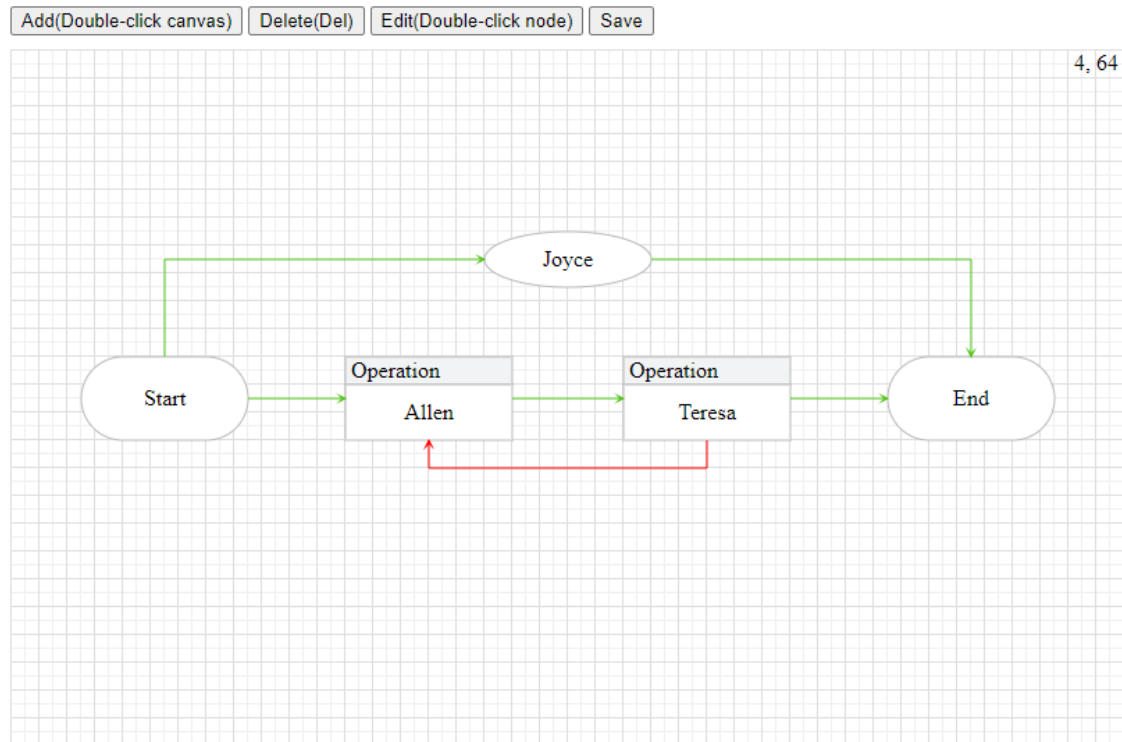 Add(Double-click canvas) Delete(Del) Edit(Double-click node) Save
4, 64
Joyce
Operation
Operation
Start
Allen
Teresa
End